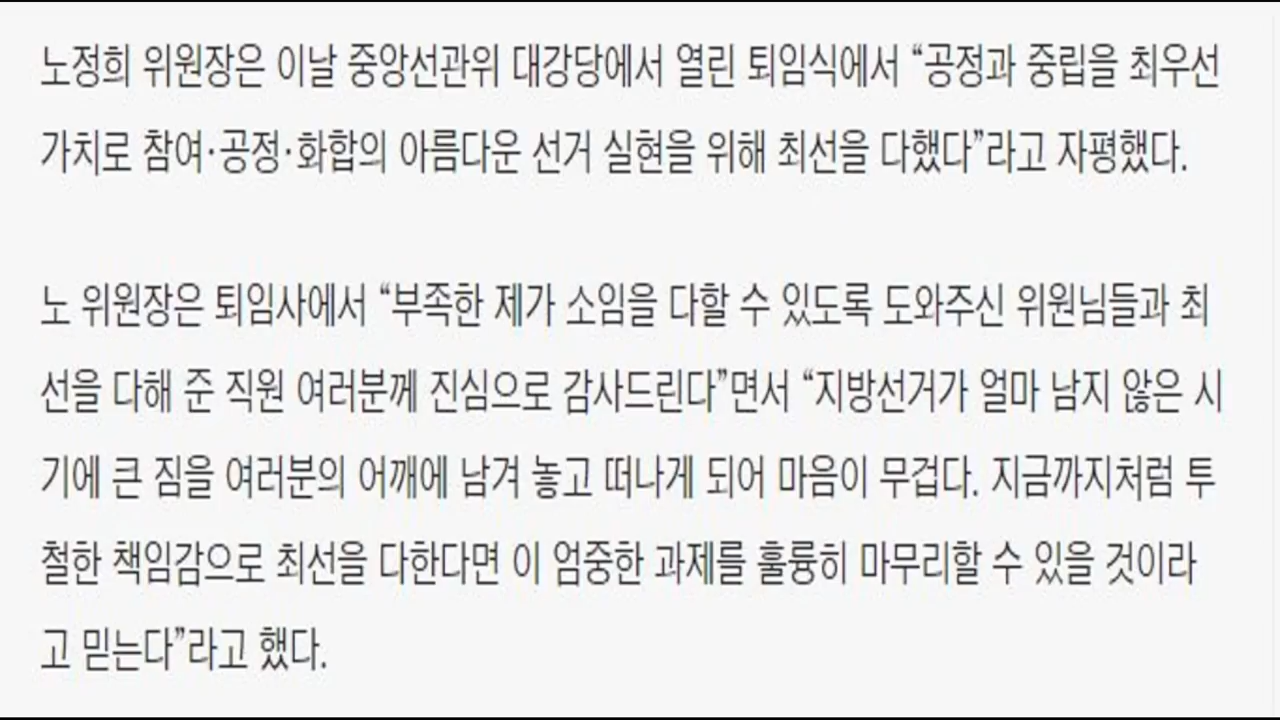 노정희 위원장은 이날 중앙선관위 대강당에서 열린 퇴임식에서 “공정과 중립을 최우선
가치로 참여·공정·화합의 아름다운 선거 실현을 위해 최선을 다했다”라고 자평했다.
노 위원장은 퇴임사에서 “부족한 제가 소임을 다할 수 있도록 도와주신 위원님들과 최
선을 다해 준 직원 여러분께 진심으로 감사드린다”면서 “지방선거가 얼마 남지 않은 시
기에 큰 짐을 여러분의 어깨에 남겨 놓고 떠나게 되어 마음이 무겁다. 지금까지처럼 투
철한 책임감으로 최선을 다한다면 이 엄중한 과제를 훌륭히 마무리할 수 있을 것이라
고 믿는다”라고 했다.